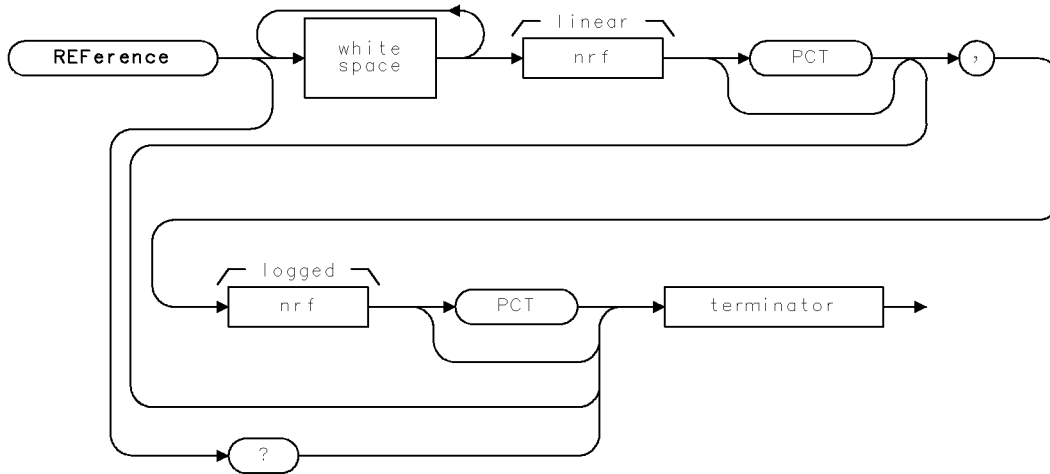 linear
REFerence
white
space
nrf
PCT
,
logged
nrf
PCT
terminator
?